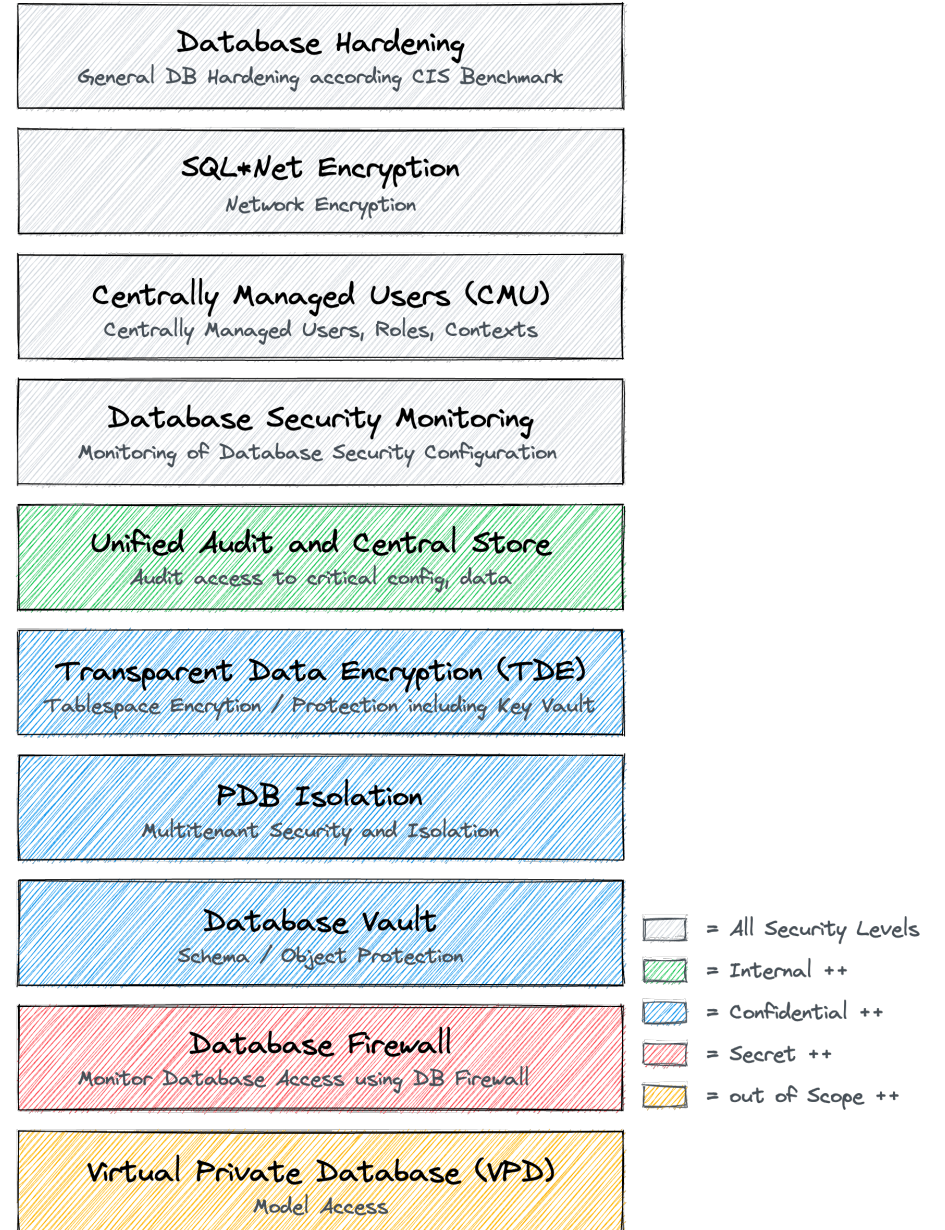 Database Hardening
General DB Hardening according CIS Benchmark
SQL*Net Encryption
Network Encryption
Centrally Managed Users (CMU)
Centrally Managed Users, Roles, Contexts
Database Security Monitoring
Monitoring of Database Security Configuration
Unified Audit and Central Store
Audit access to critical config, data
Transparent Data Encryption (TDE)
Tablespace Encrytion / Protection including Key Vault
PDB Isolation
Multitenant Security and Isolation
Database Vault
Schema / Object Protection
Database Firewall
Monitor Database Access using DB Firewall
Virtual Private Database (VPD)
Model Access
= All Security Levels
= Internal ++
= Confidential ++
= Secret ++
= out of Scope ++